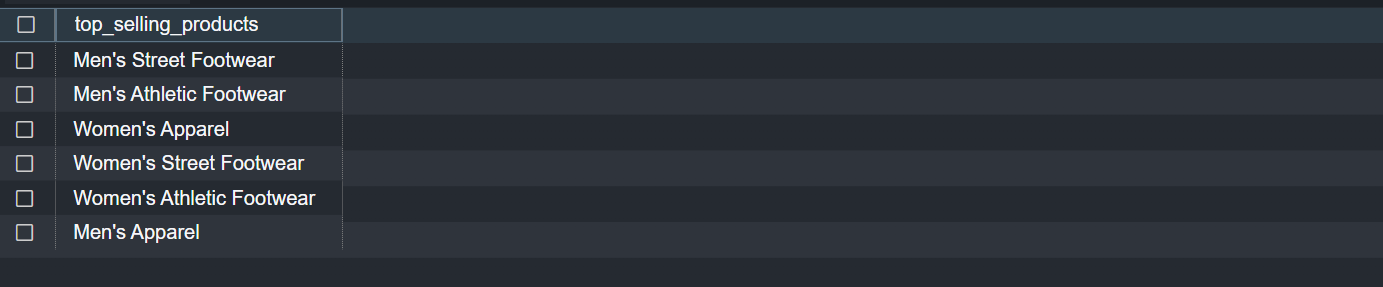 top_selling_products
Men's Street Footwear
Men's Athletic Footwear
Women's Apparel
Women's Street Footwear
Women's Athletic Footwear
Men's Apparel